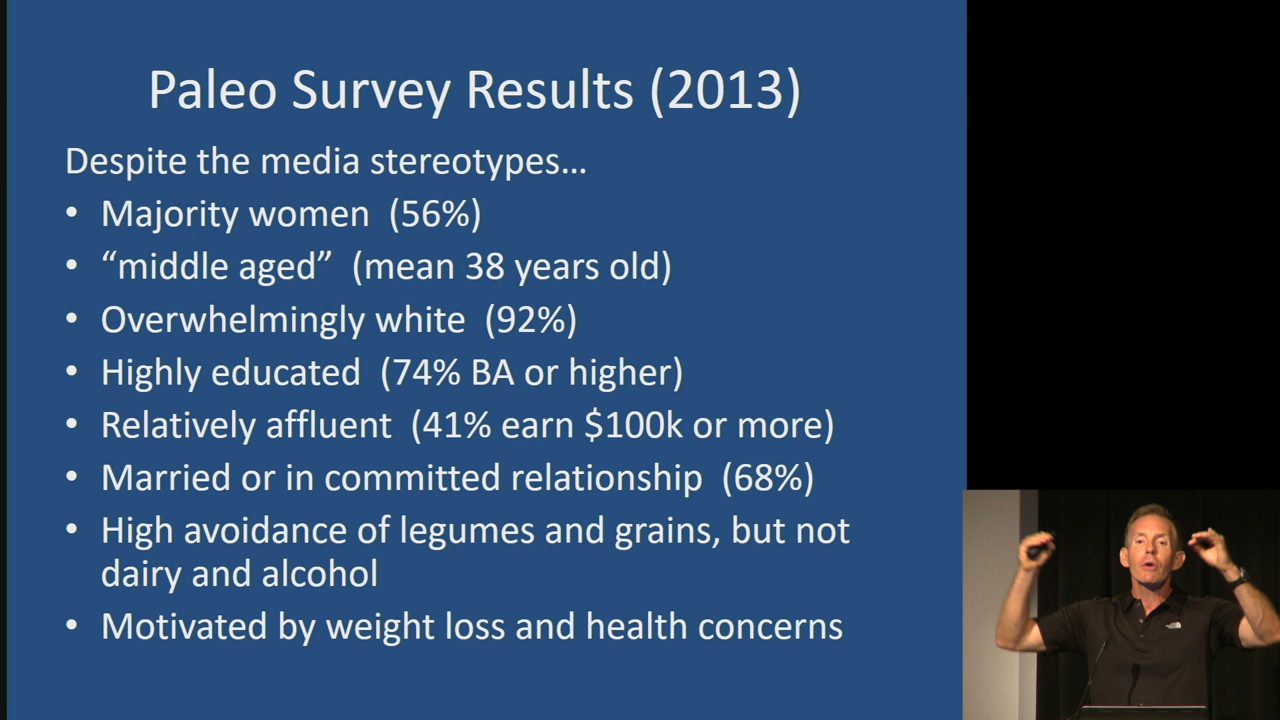 Paleo Survey Results (2013)
Despite the media stereotypes…
• Majority women (56%)
• “middle aged” (mean 38 years old)
• Overwhelmingly white (92%)
• Highly educated (74% BA or higher)
• Relatively affluent (41% earn $100k or more)
• Married or in committed relationship (68%)
• High avoidance of legumes and grains, but not
dairy and alcohol
• Motivated by weight loss and health concerns